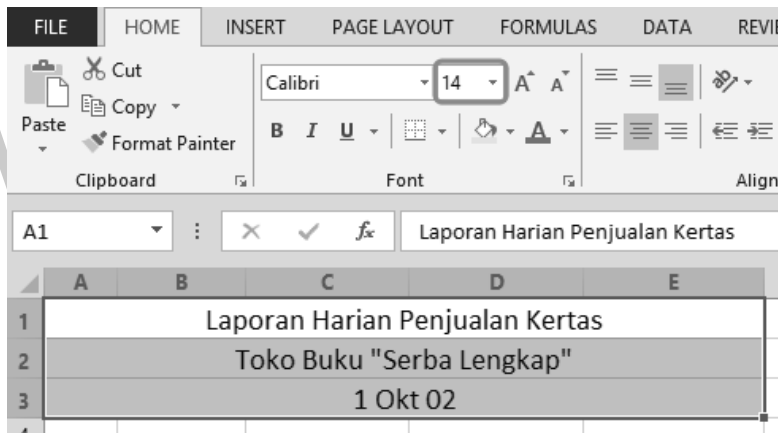 FILE HOME INSERT PAGE LAYOUT FORMULAS DATA
Cut
Copy
Paste
Format Painter
Calibri 14 A A
B I U A
Clipboard Font
A1 fx Laporan Harian Penjualan Kertas
A B C D E
1 Laporan Harian Penjualan Kertas
2 Toko Buku "Serba Lengkap"
3 1 Okt 02